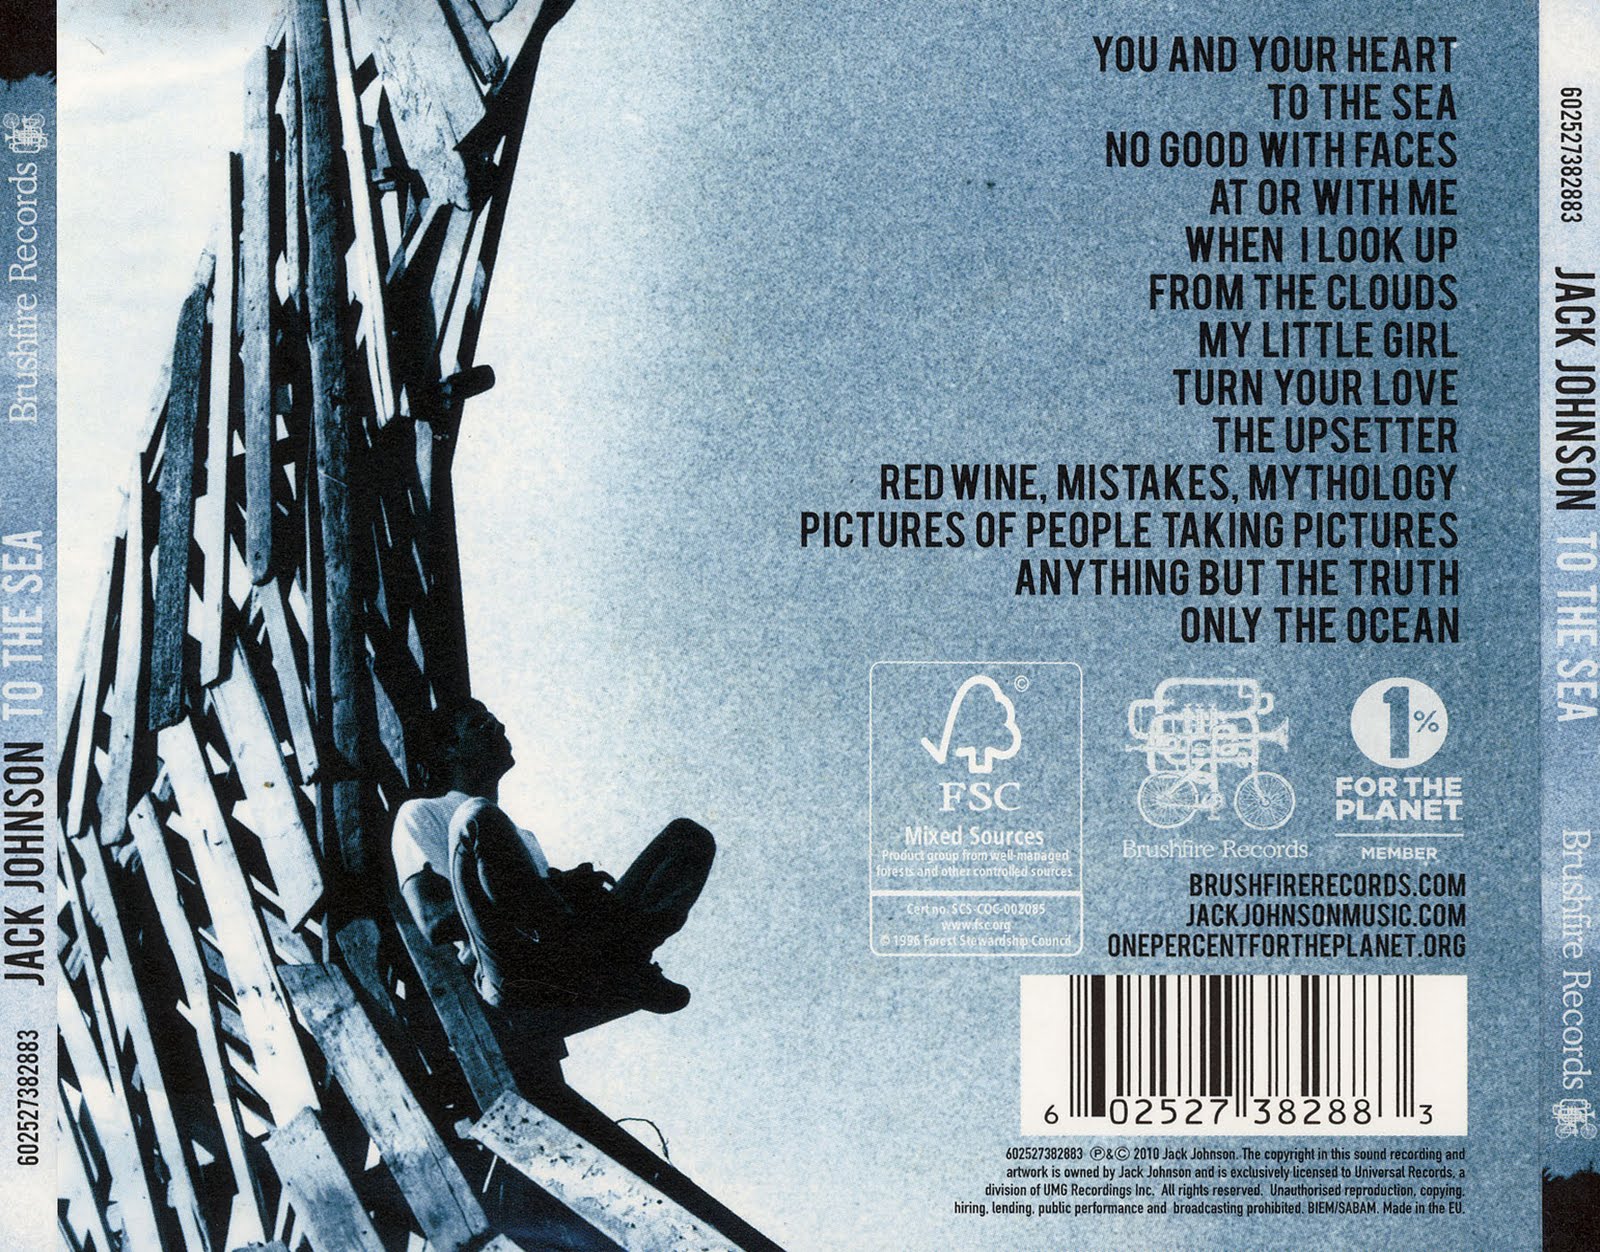 Brushfire Records
JACK JOHNSON TO THE SEA
602527382883
YOU AND YOUR HEART
TO THE SEA
NO GOOD WITH FACES
AT OR WITH ME
WHEN I LOOK UP
FROM THE CLOUDS
MY LITTLE GIRL
TURN YOUR LOVE
THE UPSETTER
RED WINE, MISTAKES, MYTHOLOGY
PICTURES OF PEOPLE TAKING PICTURES
ANYTHING BUT THE TRUTH
ONLY THE OCEAN
©
FSC
Mixed Sources
Product group from well-managed
forests and other controlled sources
Cert no. SCS-COC-002085
www.fsc.org
© 1996 Forest Stewardship Council
Brushfire Records
1%
FOR THE
PLANET
MEMBER
BRUSHFIRERECORDS.COM
JACKJOHNSONMUSIC.COM
ONEPERCENTFORTHEPLANET.ORG
6 02527 38288 3
602527382883 ℗&© 2010 Jack Johnson. The copyright in this sound recording and
artwork is owned by Jack Johnson and is exclusively licensed to Universal Records, a
division of UMG Recordings Inc. All rights reserved. Unauthorised reproduction, copying,
hiring, lending, public performance and broadcasting prohibited. BIEM/SABAM. Made in the EU.
602527382883
JACK JOHNSON TO THE SEA
Brushfire Records